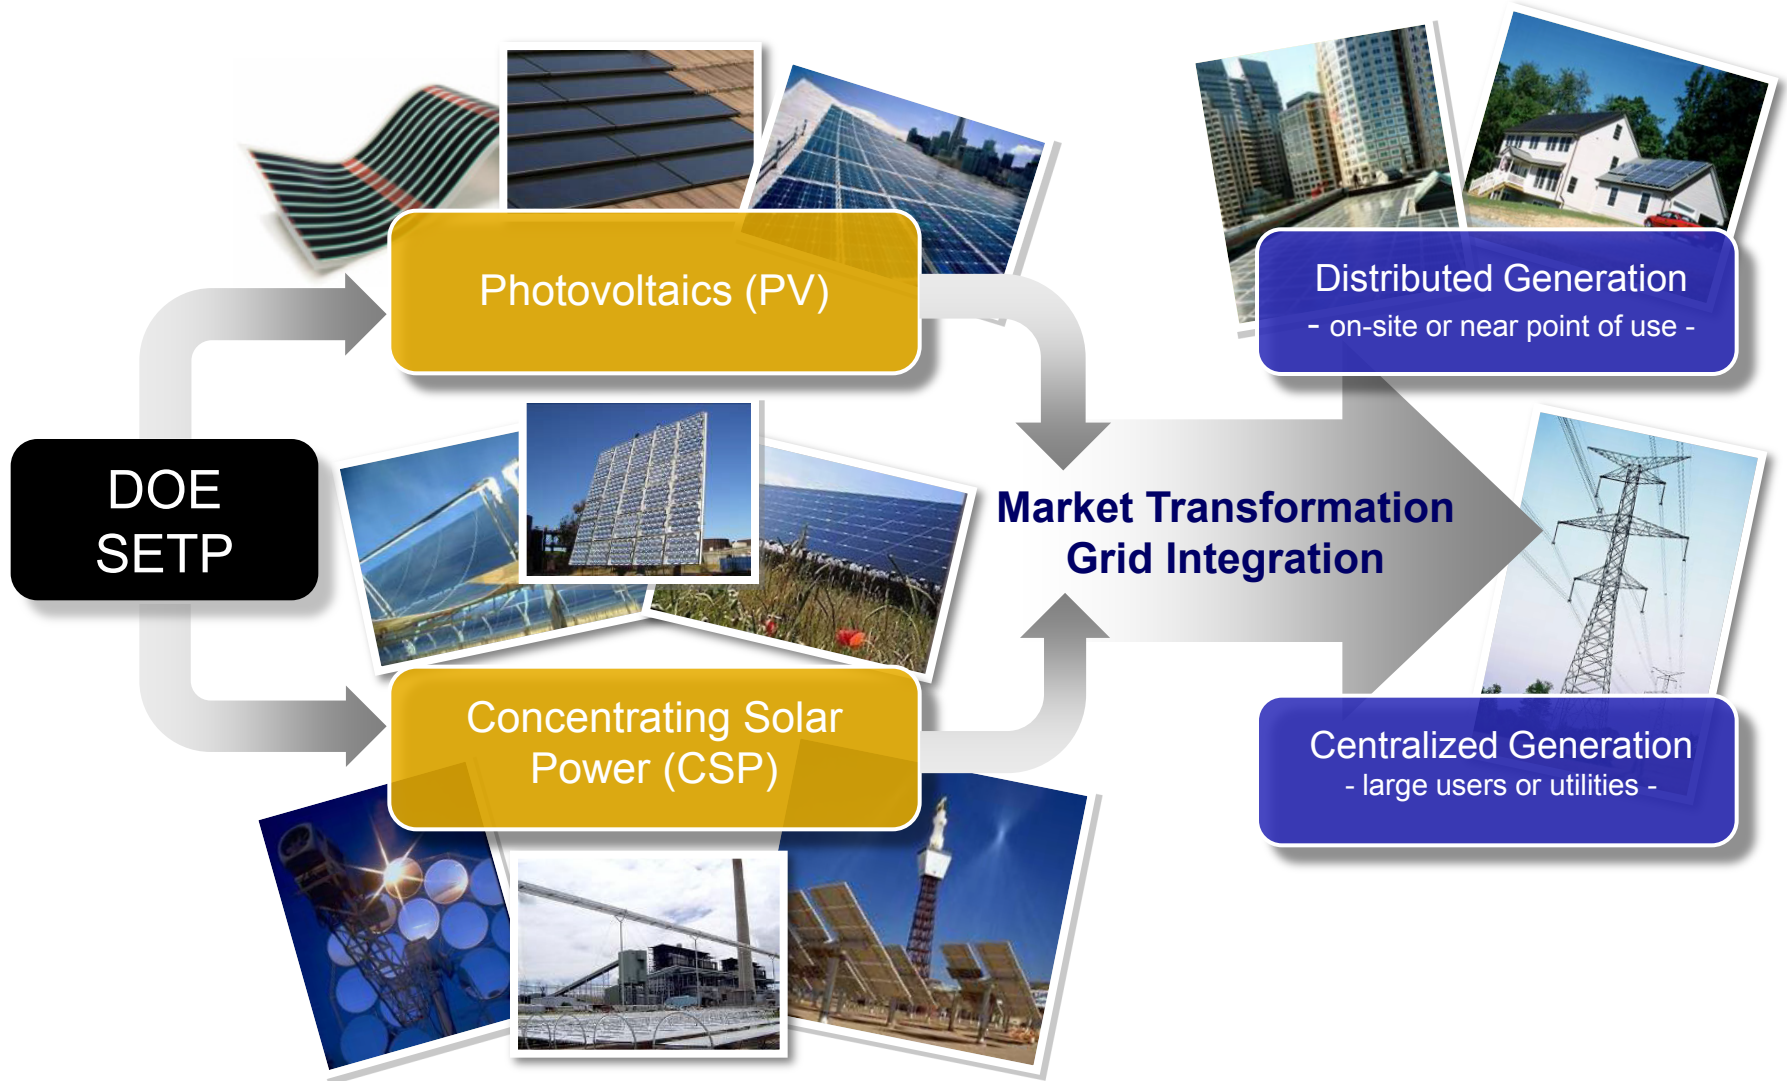 Photovoltaics (PV)
Distributed Generation
- on-site or near point of use -
DOE
SETP
Market Transformation
Grid Integration
Concentrating Solar
Power (CSP)
Centralized Generation
- large users or utilities -